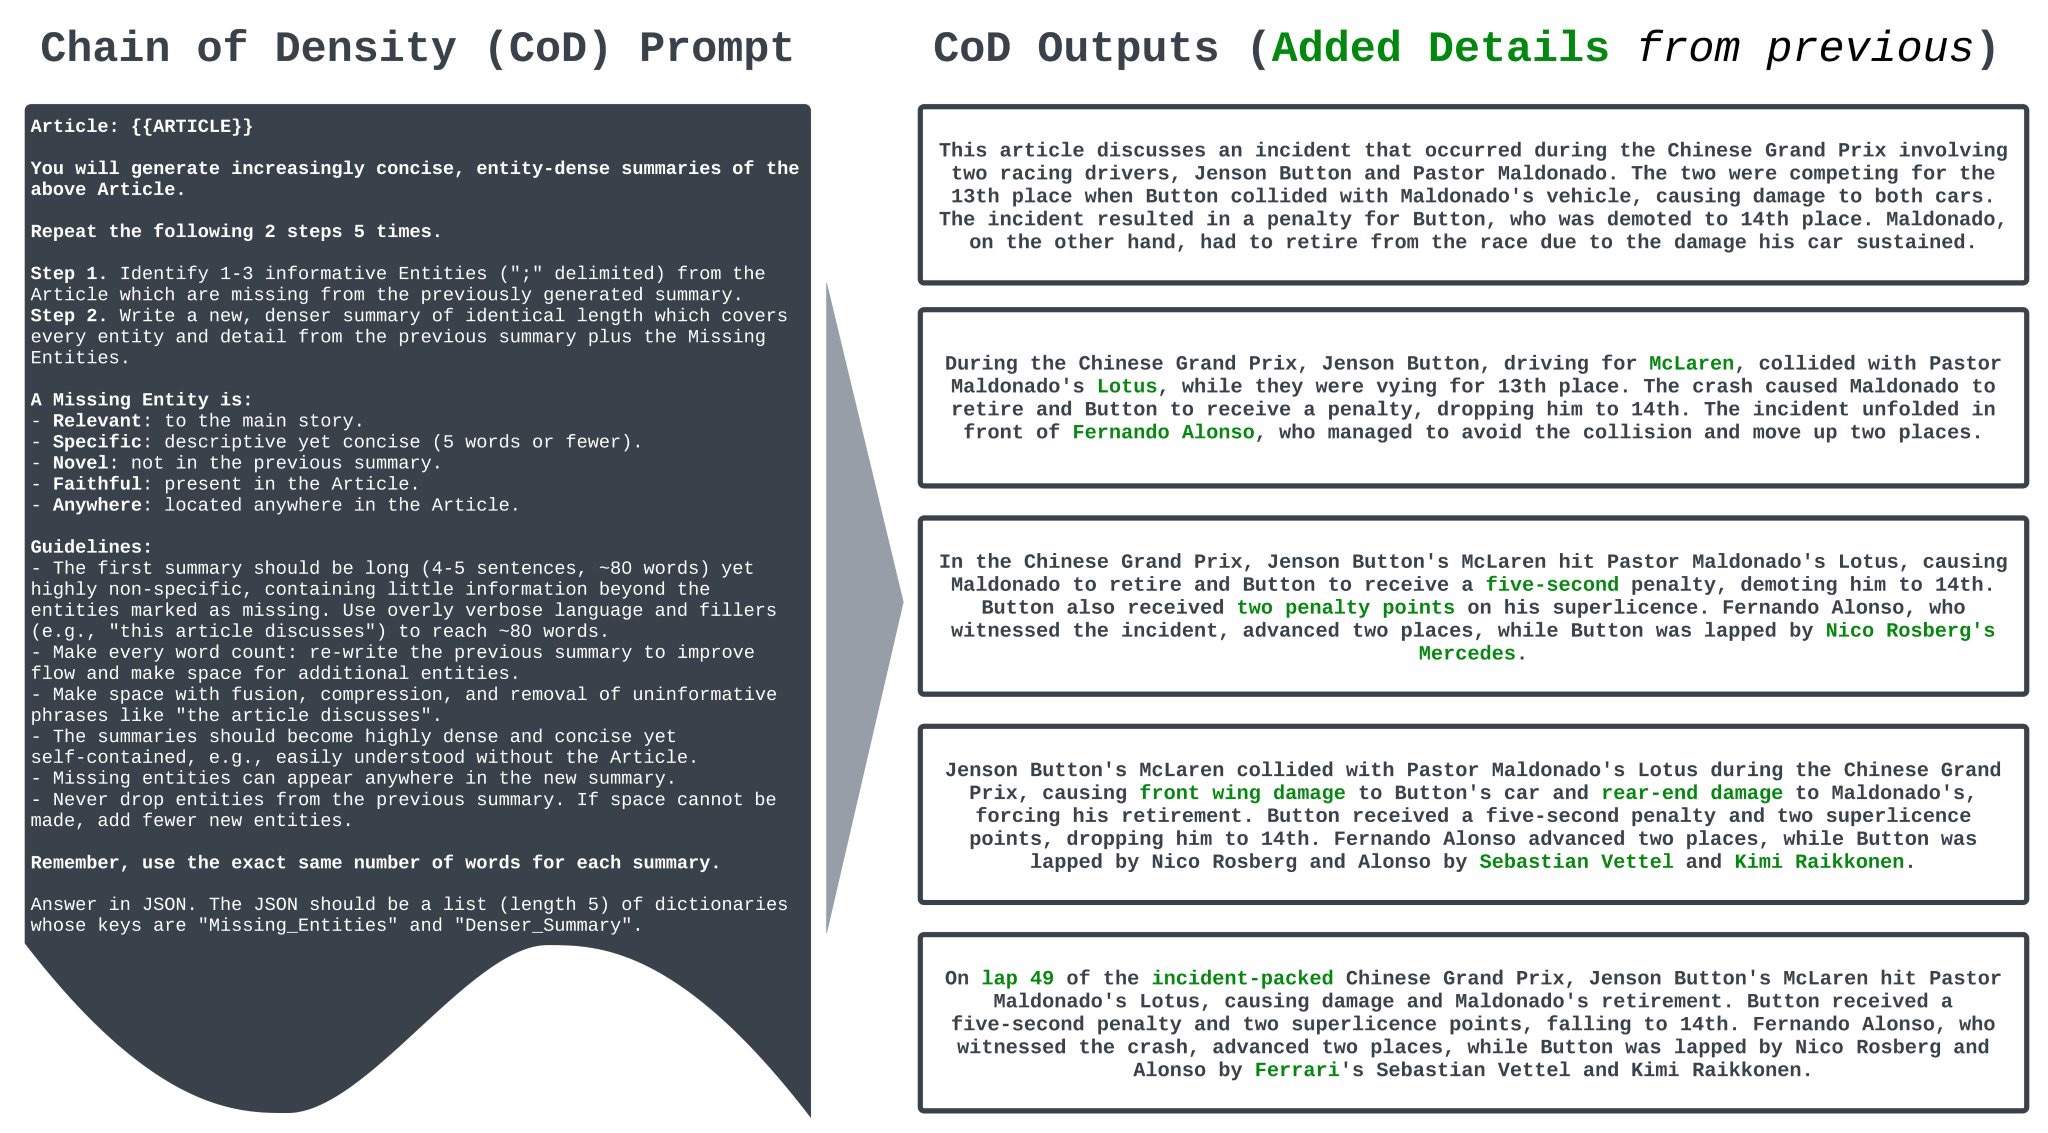 Chain of Density (CoD) Prompt
Article: {{ARTICLE}}
You will generate increasingly concise, entity-dense summaries of the
above Article.
Repeat the following 2 steps 5 times.
Step 1. Identify 1-3 informative Entities (";" delimited) from the
Article which are missing from the previously generated summary.
Step 2. Write a new, denser summary of identical length which covers
every entity and detail from the previous summary plus the Missing
Entities.
A Missing Entity is:
- Relevant: to the main story.
- Specific: descriptive yet concise (5 words or fewer).
- Novel: not in the previous summary.
- Faithful: present in the Article.
- Anywhere: located anywhere in the Article.
Guidelines:
- The first summary should be long (4-5 sentences, ~80 words) yet
highly non-specific, containing little information beyond the
entities marked as missing. Use overly verbose language and fillers
(e.g., "this article discusses") to reach ~80 words.
- Make every word count: re-write the previous summary to improve
flow and make space for additional entities.
- Make space with fusion, compression, and removal of uninformative
phrases like "the article discusses".
- The summaries should become highly dense and concise yet
self-contained, e.g., easily understood without the Article.
- Missing entities can appear anywhere in the new summary.
- Never drop entities from the previous summary. If space cannot be
made, add fewer new entities.
Remember, use the exact same number of words for each summary.
Answer in JSON. The JSON should be a list (length 5) of dictionaries
whose keys are "Missing_Entities" and "Denser_Summary".
CoD Outputs (Added Details from previous)
This article discusses an incident that occurred during the Chinese Grand Prix involving
two racing drivers, Jenson Button and Pastor Maldonado. The two were competing for the
13th place when Button collided with Maldonado's vehicle, causing damage to both cars.
The incident resulted in a penalty for Button, who was demoted to 14th place. Maldonado,
on the other hand, had to retire from the race due to the damage his car sustained.
During the Chinese Grand Prix, Jenson Button, driving for McLaren, collided with Pastor
Maldonado's Lotus, while they were vying for 13th place. The crash caused Maldonado to
retire and Button to receive a penalty, dropping him to 14th. The incident unfolded in
front of Fernando Alonso, who managed to avoid the collision and move up two places.
In the Chinese Grand Prix, Jenson Button's McLaren hit Pastor Maldonado's Lotus, causing
Maldonado to retire and Button to receive a five-second penalty, demoting him to 14th.
Button also received two penalty points on his superlicence. Fernando Alonso, who
witnessed the incident, advanced two places, while Button was lapped by Nico Rosberg's
Mercedes.
Jenson Button's McLaren collided with Pastor Maldonado's Lotus during the Chinese Grand
Prix, causing front wing damage to Button's car and rear-end damage to Maldonado's,
forcing his retirement. Button received a five-second penalty and two superlicence
points, dropping him to 14th. Fernando Alonso advanced two places, while Button was
lapped by Nico Rosberg and Alonso by Sebastian Vettel and Kimi Raikkonen.
On lap 49 of the incident-packed Chinese Grand Prix, Jenson Button's McLaren hit Pastor
Maldonado's Lotus, causing damage and Maldonado's retirement. Button received a
five-second penalty and two superlicence points, falling to 14th. Fernando Alonso, who
witnessed the crash, advanced two places, while Button was lapped by Nico Rosberg and
Alonso by Ferrari's Sebastian Vettel and Kimi Raikkonen.